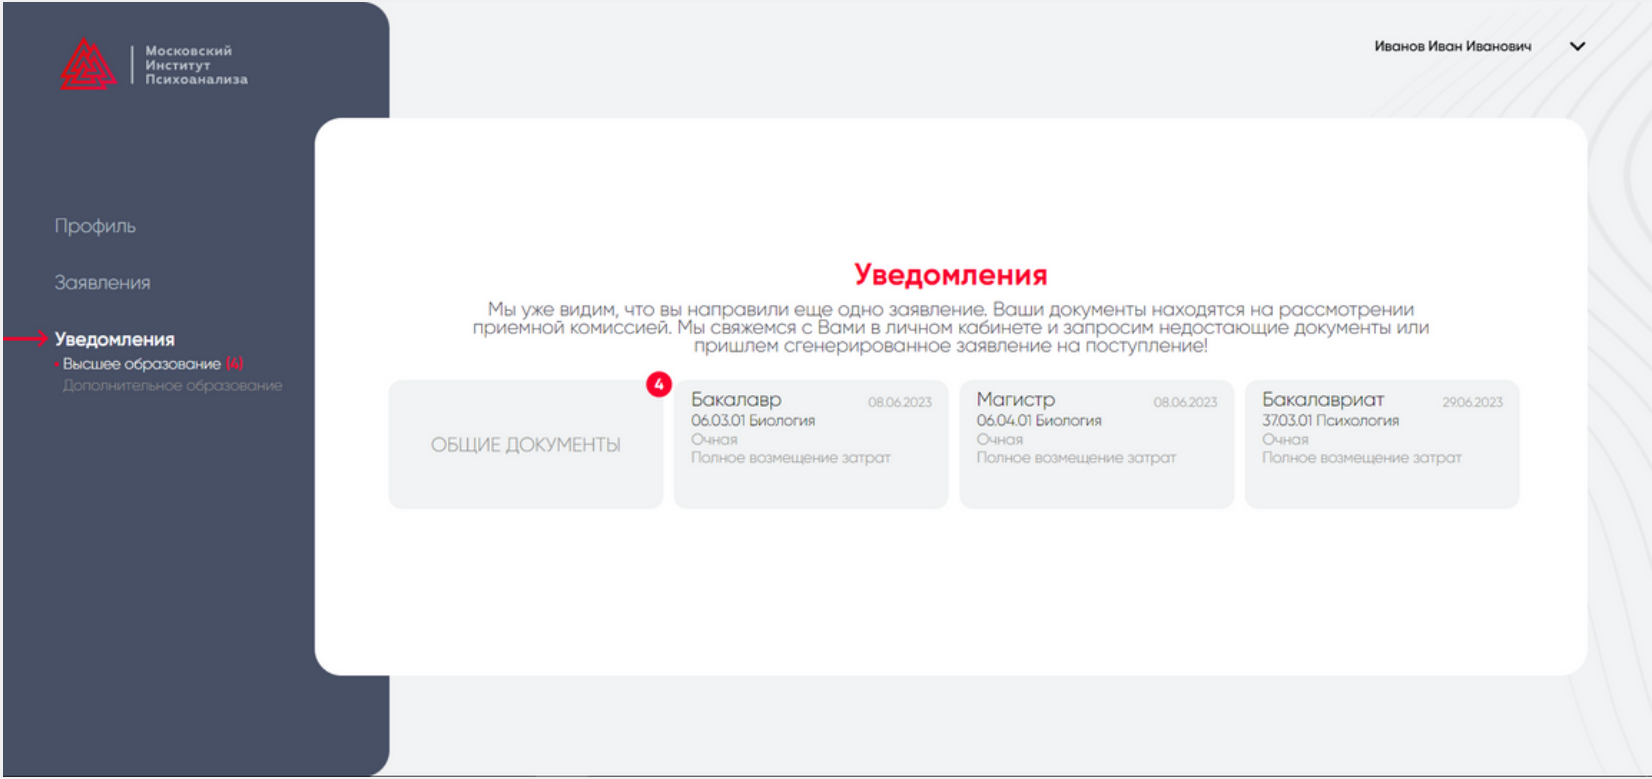 Московский
Институт
Психоанализа
Иванов Иван Иванович
Профиль
Заявления
Уведомления
Высшее образование (4)
Дополнительное образование
Уведомления
Мы уже видим, что вы направили еще одно заявление. Ваши документы находятся на рассмотрении
приемной комиссией. Мы свяжемся с Вами в личном кабинете и запросим недостающие документы или
пришлем сгенерированное заявление на поступление!
4
ОБЩИЕ ДОКУМЕНТЫ
Бакалавр 08.06.2023
06.03.01 Биология
Очная
Полное возмещение затрат
Магистр 08.06.2023
06.04.01 Биология
Очная
Полное возмещение затрат
Бакалавриат 29.06.2023
37.03.01 Психология
Очная
Полное возмещение затрат